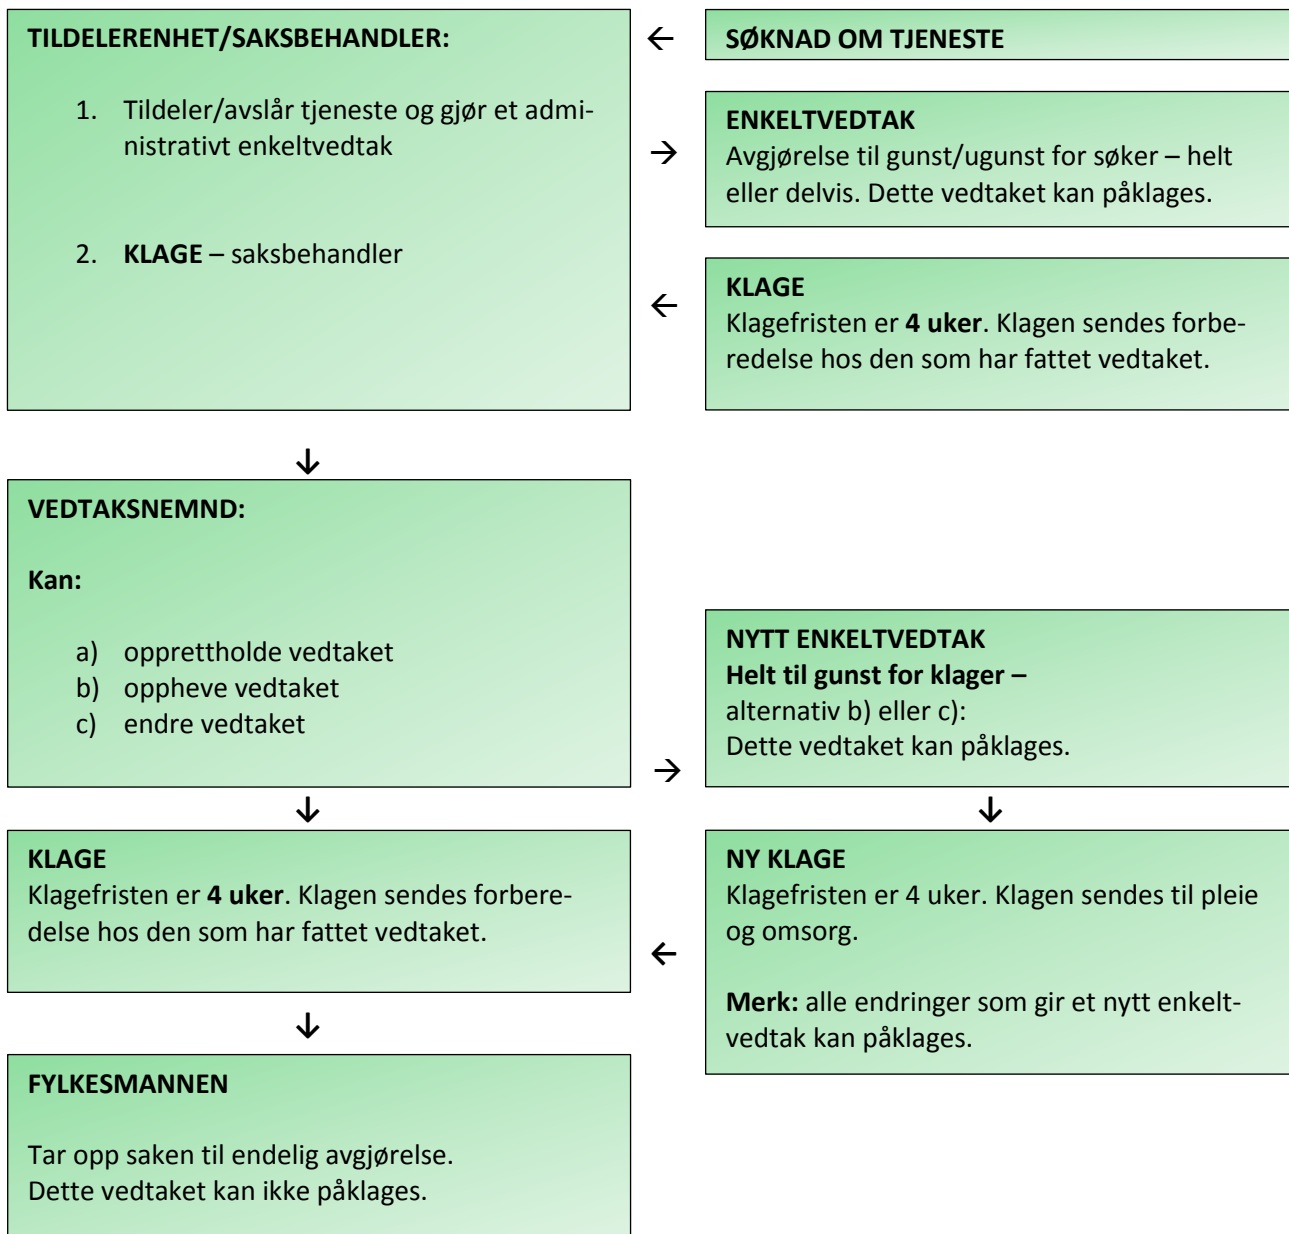 TILDELERENHET/SAKSBEHANDLER:
1. Tildeler/avslår tjeneste og gjør et admi-
nistrativt enkeltvedtak
2. KLAGE – saksbehandler
←
SØKNAD OM TJENESTE
→
ENKELTVEDTAK
Avgjørelse til gunst/ugunst for søker – helt
eller delvis. Dette vedtaket kan påklages.
←
KLAGE
Klagefristen er 4 uker. Klagen sendes forbe-
redelse hos den som har fattet vedtaket.
↓
VEDTAKSNEMND:
Kan:
a) opprettholde vedtaket
b) oppheve vedtaket
c) endre vedtaket
→
NYTT ENKELTVEDTAK
Helt til gunst for klager –
alternativ b) eller c):
Dette vedtaket kan påklages.
↓
↓
KLAGE
Klagefristen er 4 uker. Klagen sendes forbere-
delse hos den som har fattet vedtaket.
←
NY KLAGE
Klagefristen er 4 uker. Klagen sendes til pleie
og omsorg.
Merk: alle endringer som gir et nytt enkelt-
vedtak kan påklages.
↓
FYLKESMANNEN
Tar opp saken til endelig avgjørelse.
Dette vedtaket kan ikke påklages.